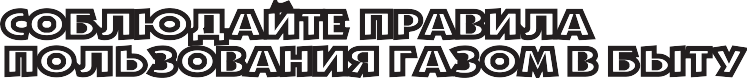 СОБЛЮДАЙТЕ ПРАВИЛА
ПОЛЬЗОВАНИЯ ГАЗОМ В БЫТУ